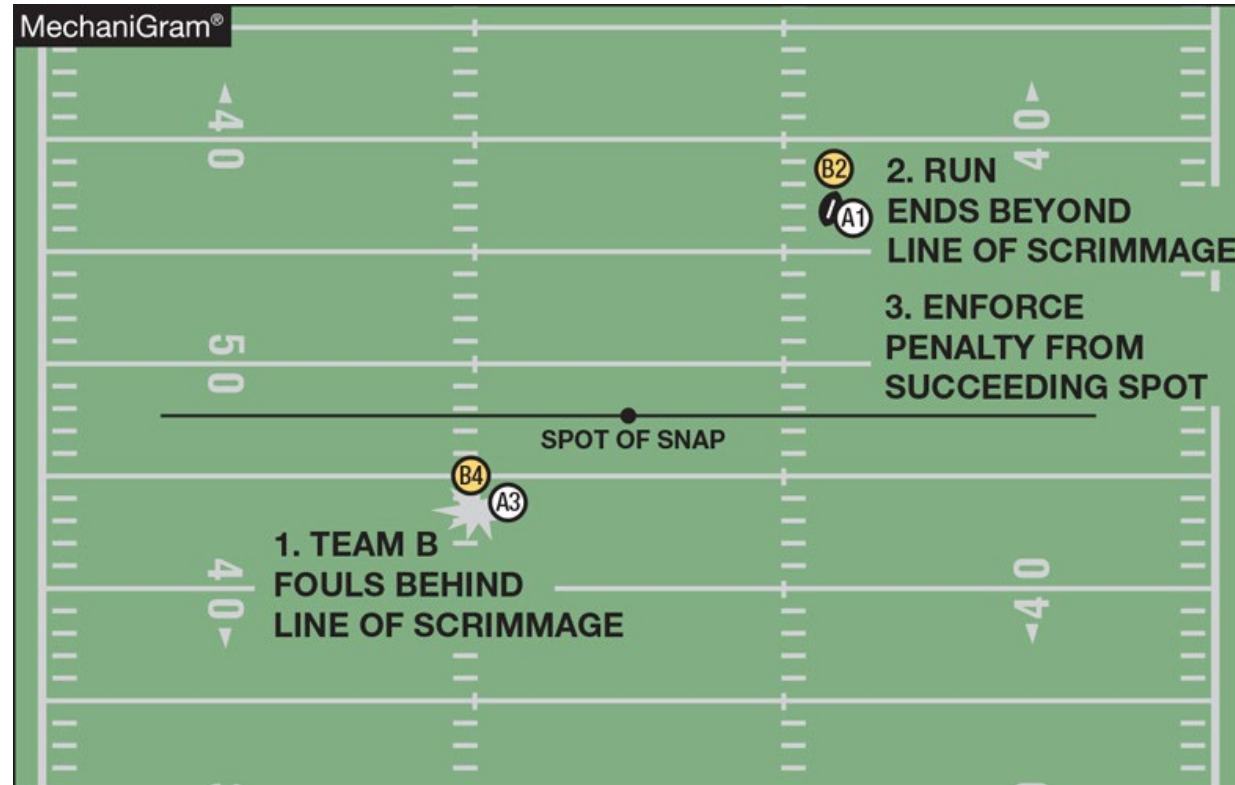 MechaniGram®
40
40
B2
A1
2. RUN
ENDS BEYOND
LINE OF SCRIMMAGE
3. ENFORCE
PENALTY FROM
SUCCEEDING SPOT
50
SPOT OF SNAP
B4
A3
1. TEAM B
FOULS BEHIND
LINE OF SCRIMMAGE
40
40